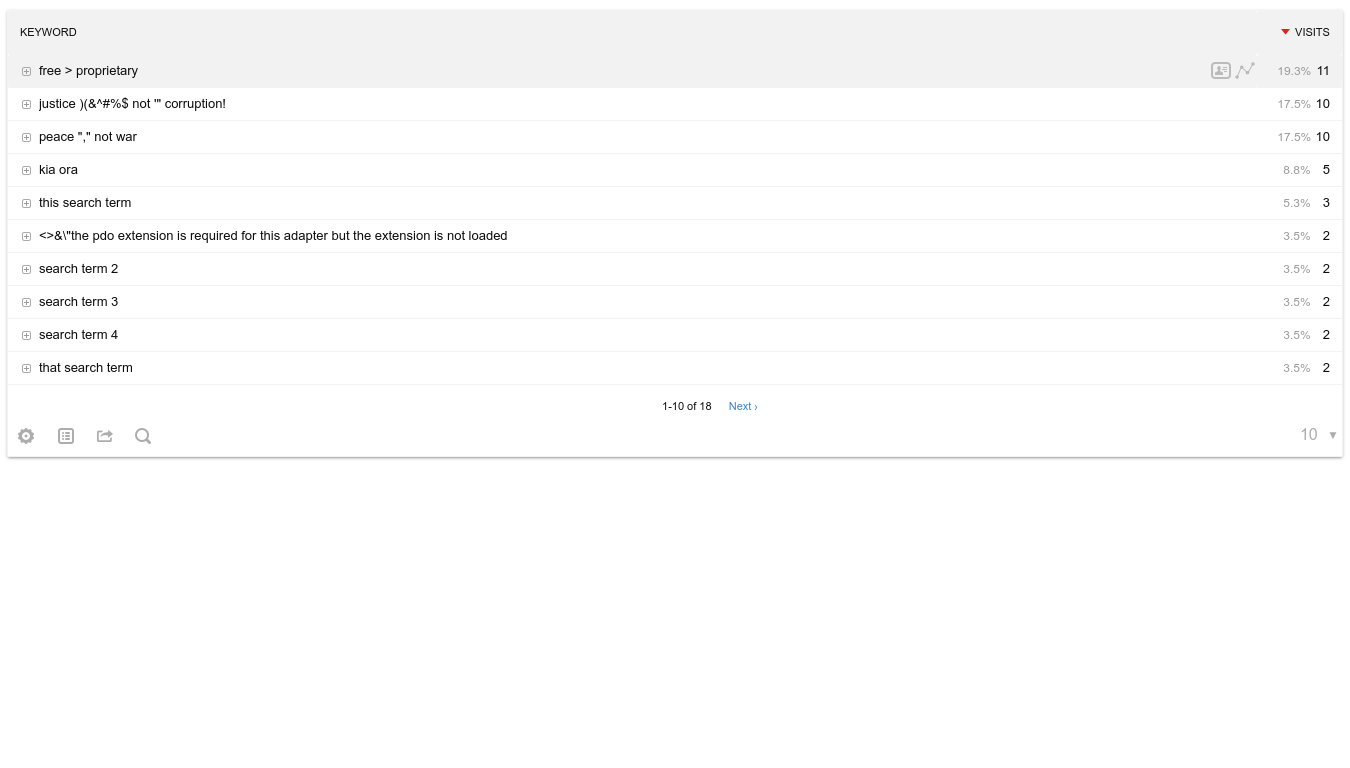 KEYWORD VISITS
free > proprietary 19.3% 11
justice )(&^#%$ not '" corruption! 17.5% 10
peace "," not war 17.5% 10
kia ora 8.8% 5
this search term 5.3% 3
<>&\"the pdo extension is required for this adapter but the extension is not loaded 3.5% 2
search term 2 3.5% 2
search term 3 3.5% 2
search term 4 3.5% 2
that search term 3.5% 2
1-10 of 18 Next ›
10